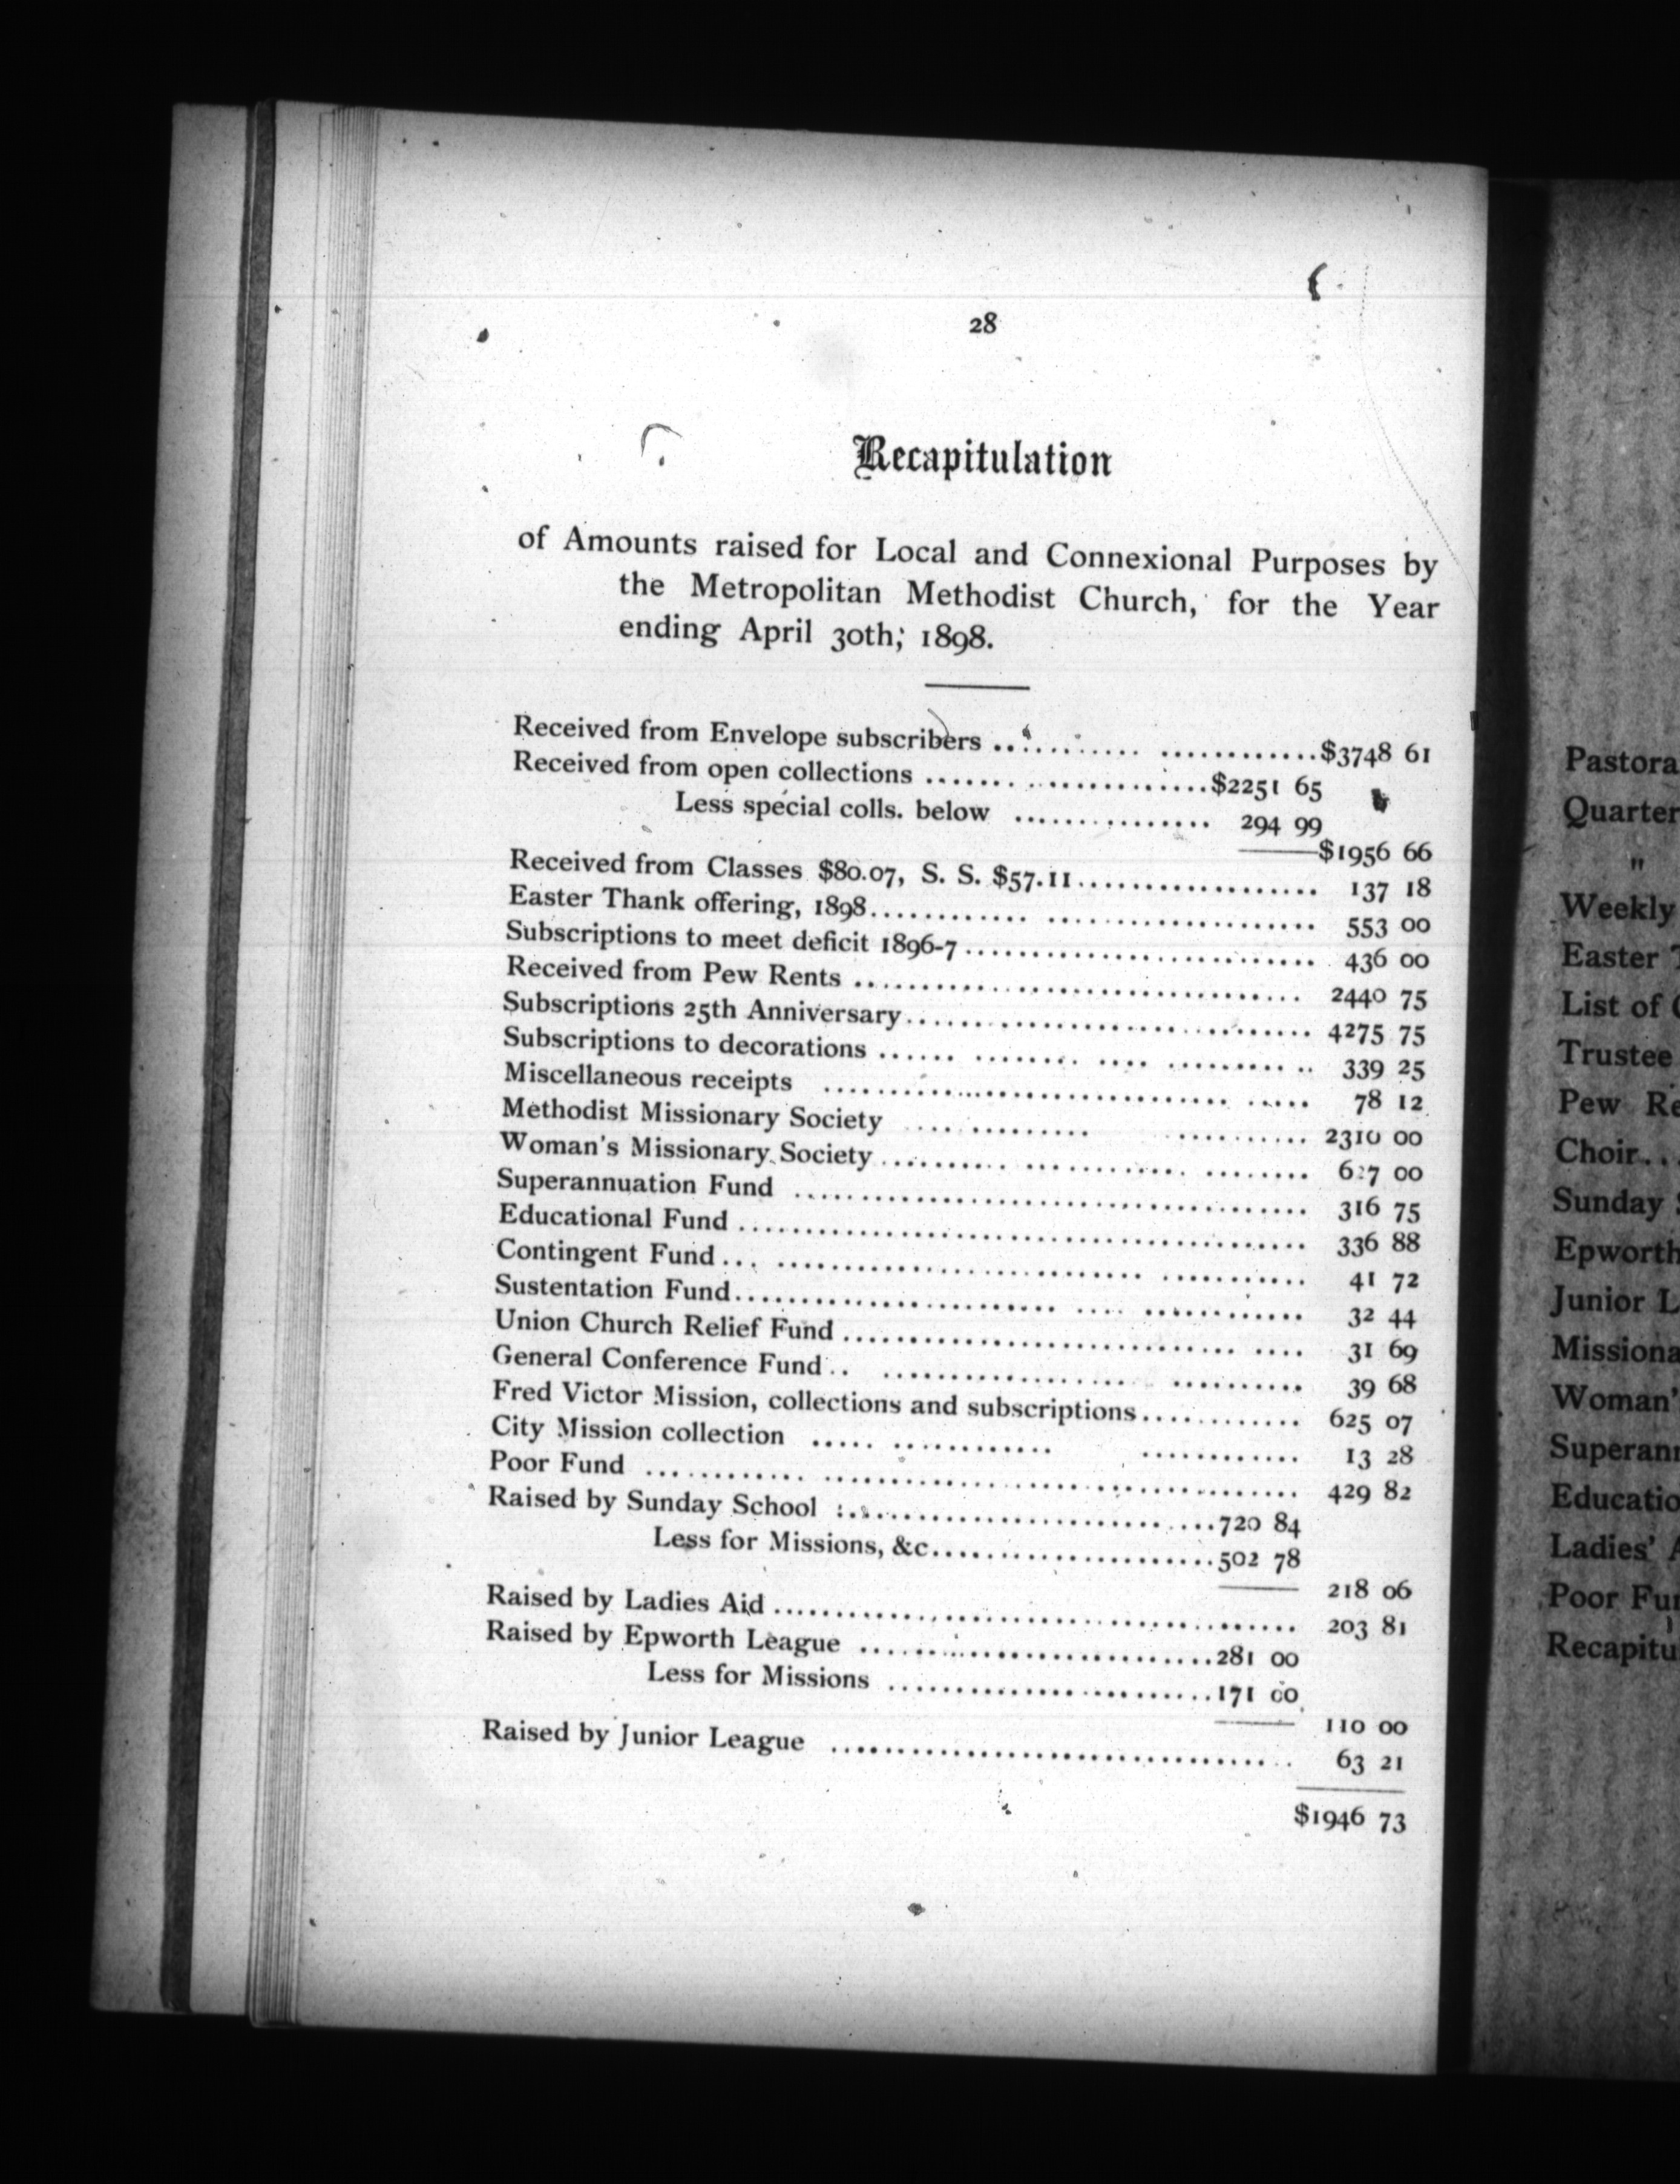 28
Recapitulation
of Amounts raised for Local and Connexional Purposes by
the Metropolitan Methodist Church, for the Year
ending April 30th; 1898.
Received from Envelope subscribers .............................$3748 61
Received from open collections .....................$2251 65
Less special colls. below ............... 294 99
$1956 66
Received from Classes $80.07, S. S. $57.11................... 137 18
Easter Thank offering, 1898................................ 553 00
Subscriptions to meet deficit 1896-7........................... 436 00
Received from Pew Rents .................................. 2440 75
Subscriptions 25th Anniversary............................... 4275 75
Subscriptions to decorations ............................... 339 25
Miscellaneous receipts .................................... 78 12
Methodist Missionary Society ........................ 2310 00
Woman's Missionary Society............................. 00
Superannuation Fund ...................................... 316 75
Educational Fund .......................................... 336 88
Contingent Fund........................................... 41 72
Sustentation Fund........................................ 32 44
Union Church Relief Fund .................................. 31 69
General Conference Fund.............................. 39 68
Fred Victor Mission, collections and subscriptions............ 625 07
City Mission collection ............................. 13 28
Poor Fund .............................................. 429 82
Raised by Sunday School .............................720 84
Less for Missions, &c.....................502 78
218 06
Raised by Ladies Aid ....................................... 203 81
Raised by Epworth League ..........................281 00
Less for Missions ........................171 00
110 00
Raised by Junior League .................................. 63 21
$1946 73
Pastora
Quarter
"
Weekly
Easter T
List of
Trustee
Pew Re
Choir...
Sunday
Epworth
Junior L
Missiona
Woman'
Superann
Educatio
Ladies' A
Poor Fun
Recapitu